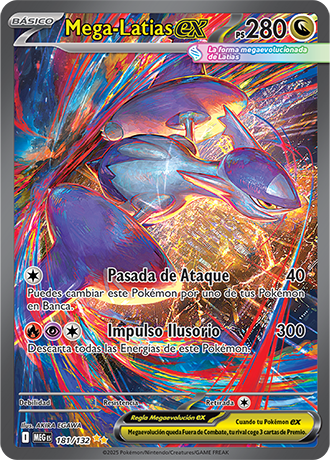 BÁSICO
Mega-Latias ex PS 280
La forma megaevolucionada
de Latias
Pasada de Ataque 40
Puedes cambiar este Pokémon por uno de tus Pokémon
en Banca.
Impulso Ilusorio 300
Descarta todas las Energías de este Pokémon.
Debilidad Resistencia Retirada
Ilus. AKIRA EGAWA
I MEG ES 181/132
Regla Megaevolución ex
Cuando tu Pokémon ex
Megaevolución queda Fuera de Combate, tu rival coge 3 cartas de Premio.
©2025 Pokémon/Nintendo/Creatures/GAME FREAK